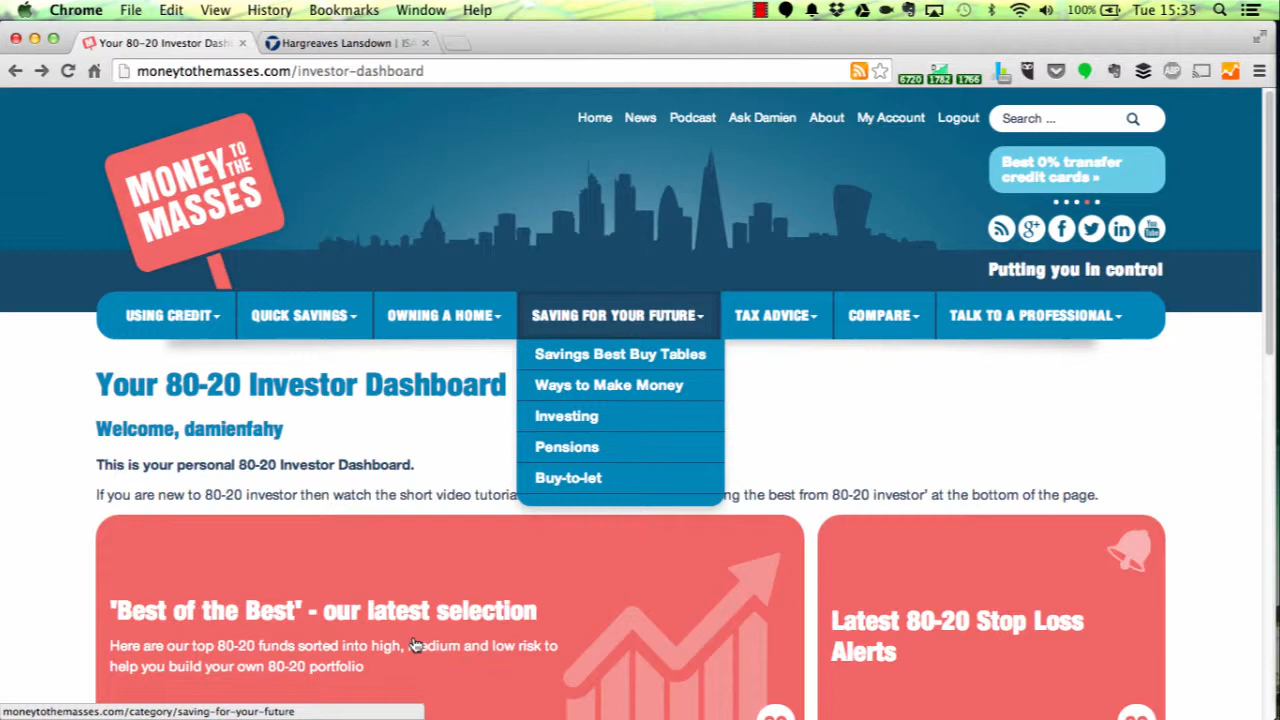 Chrome File Edit View History Bookmarks Window Help
100% Tue 15:35
Your 80-20 Investor Dash
Hargreaves Lansdown | ISA
moneytothemasses.com/investor-dashboard
6720 1782 1766
Home News Podcast Ask Damien About My Account Logout
Search ...
MONEY TO THE MASSES
Best 0% transfer
credit cards »
You Tube
Putting you in control
USING CREDIT QUICK SAVINGS OWNING A HOME SAVING FOR YOUR FUTURE TAX ADVICE COMPARE TALK TO A PROFESSIONAL
Savings Best Buy Tables
Ways to Make Money
Investing
Pensions
Buy-to-let
Your 80-20 Investor Dashboard
Welcome, damienfahy
This is your personal 80-20 Investor Dashboard.
If you are new to 80-20 investor then watch the short video tutoria ng the best from 80-20 investor' at the bottom of the page.
'Best of the Best' - our latest selection
Here are our top 80-20 funds sorted into high, medium and low risk to
help you build your own 80-20 portfolio
Latest 80-20 Stop Loss
Alerts
moneytothemasses.com/category/saving-for-your-future